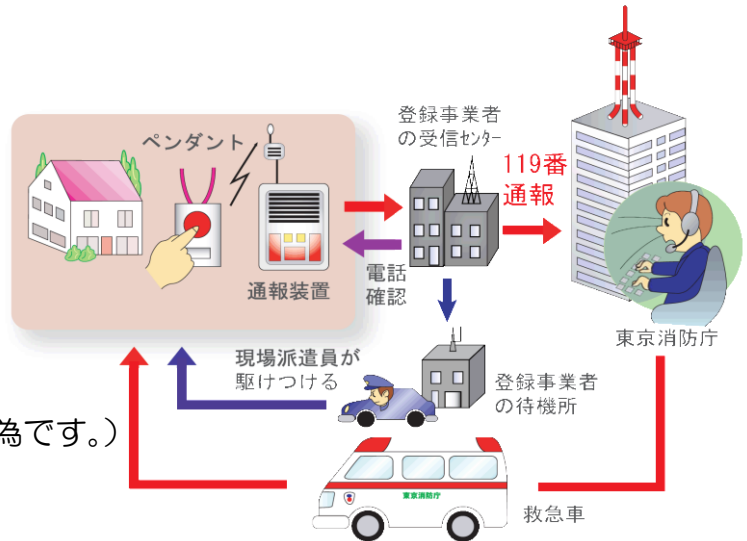 登録事業者
の受信ｾﾝﾀｰ
ペンダント
119番
通報
通報装置
電話
確認
東京消防庁
現場派遣員が
駆けつける
登録事業者
の待機所
為です。）
東京消防庁
救急車